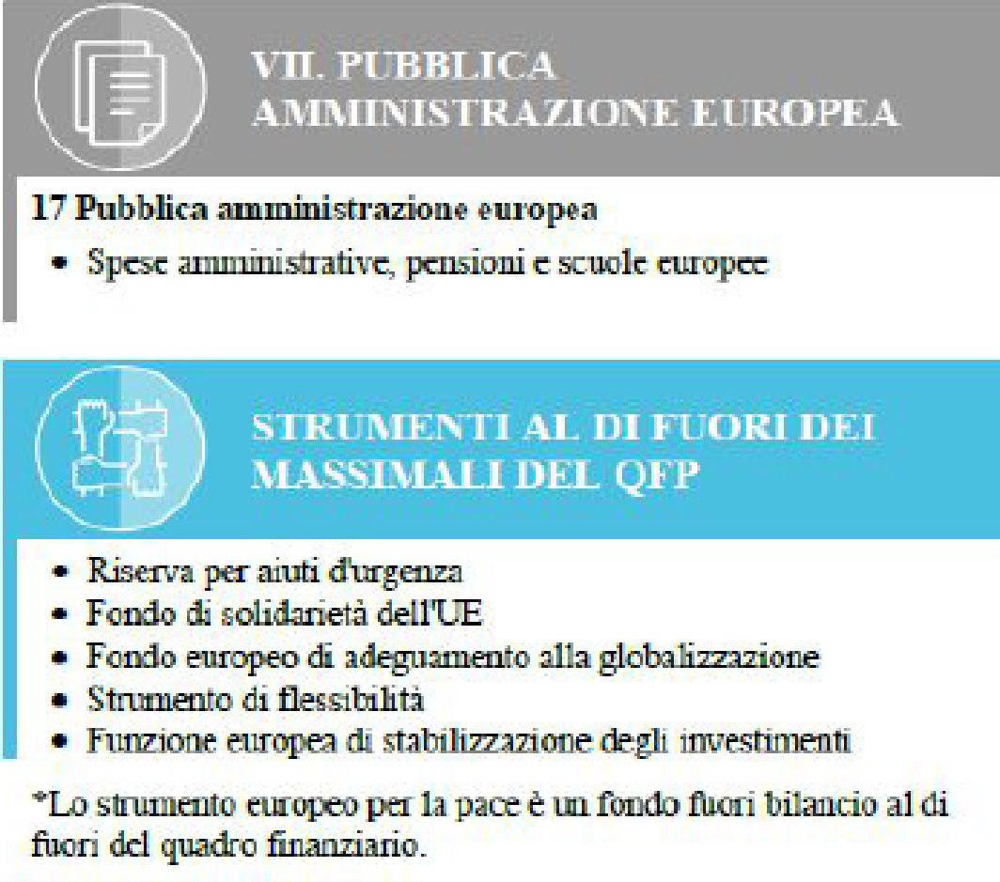 VII. PUBBLICA
AMMINISTRAZIONE EUROPEA
17 Pubblica amministrazione europea
• Spese amministrative, pensioni e scuole europee
STRUMENTI AL DI FUORI DEI
MASSIMALI DEL QFP
• Riserva per aiuti d'urgenza
• Fondo di solidarietà dell'UE
• Fondo europeo di adeguamento alla globalizzazione
• Strumento di flessibilità
• Funzione europea di stabilizzazione degli investimenti
*Lo strumento europeo per la pace è un fondo fuori bilancio al di
fuori del quadro finanziario.